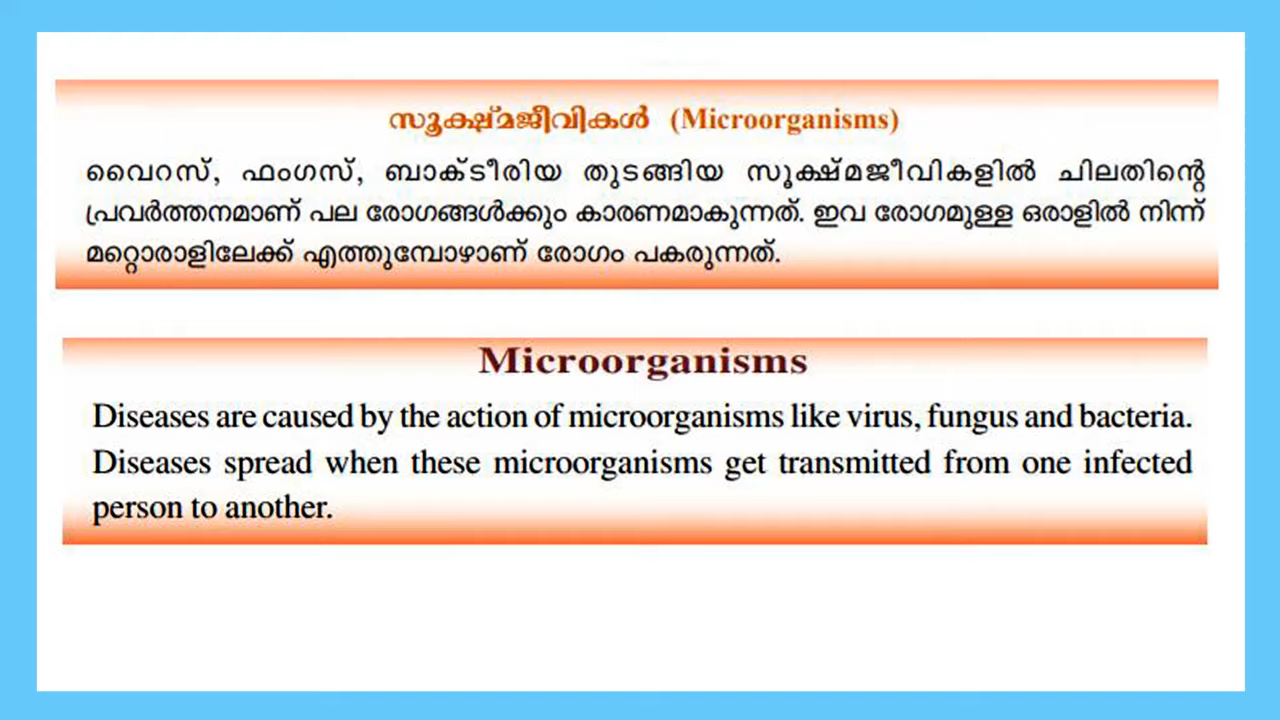 സൂക്ഷ്മജീവികൾ (Microorganisms)
വൈറസ്, ഫംഗസ്, ബാക്ടീരിയ തുടങ്ങിയ സൂക്ഷ്മജീവികളിൽ ചിലതിന്റെ
പ്രവർത്തനമാണ് പല രോഗങ്ങൾക്കും കാരണമാകുന്നത്. ഇവ രോഗമുള്ള ഒരാളിൽ നിന്ന്
മറ്റൊരാളിലേക്ക് എത്തുമ്പോഴാണ് രോഗം പകരുന്നത്.
Microorganisms
Diseases are caused by the action of microorganisms like virus, fungus and bacteria.
Diseases spread when these microorganisms get transmitted from one infected
person to another.